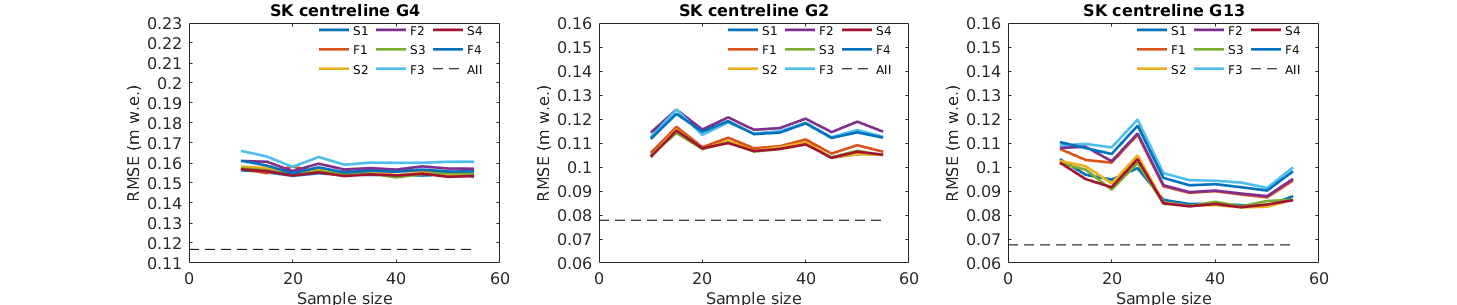 SK centreline G4
0.23
0.22
0.21
0.2
0.19
0.18
0.17
0.16
0.15
0.14
0.13
0.12
0.11
RMSE (m w.e.)
S1 F2 S4
F1 S3 F4
S2 F3 All
0 20 40 60
Sample size
SK centreline G2
0.16
0.15
0.14
0.13
0.12
0.11
0.1
0.09
0.08
0.07
0.06
RMSE (m w.e.)
S1 F2 S4
F1 S3 F4
S2 F3 All
0 20 40 60
Sample size
SK centreline G13
0.16
0.15
0.14
0.13
0.12
0.11
0.1
0.09
0.08
0.07
0.06
RMSE (m w.e.)
S1 F2 S4
F1 S3 F4
S2 F3 All
0 20 40 60
Sample size